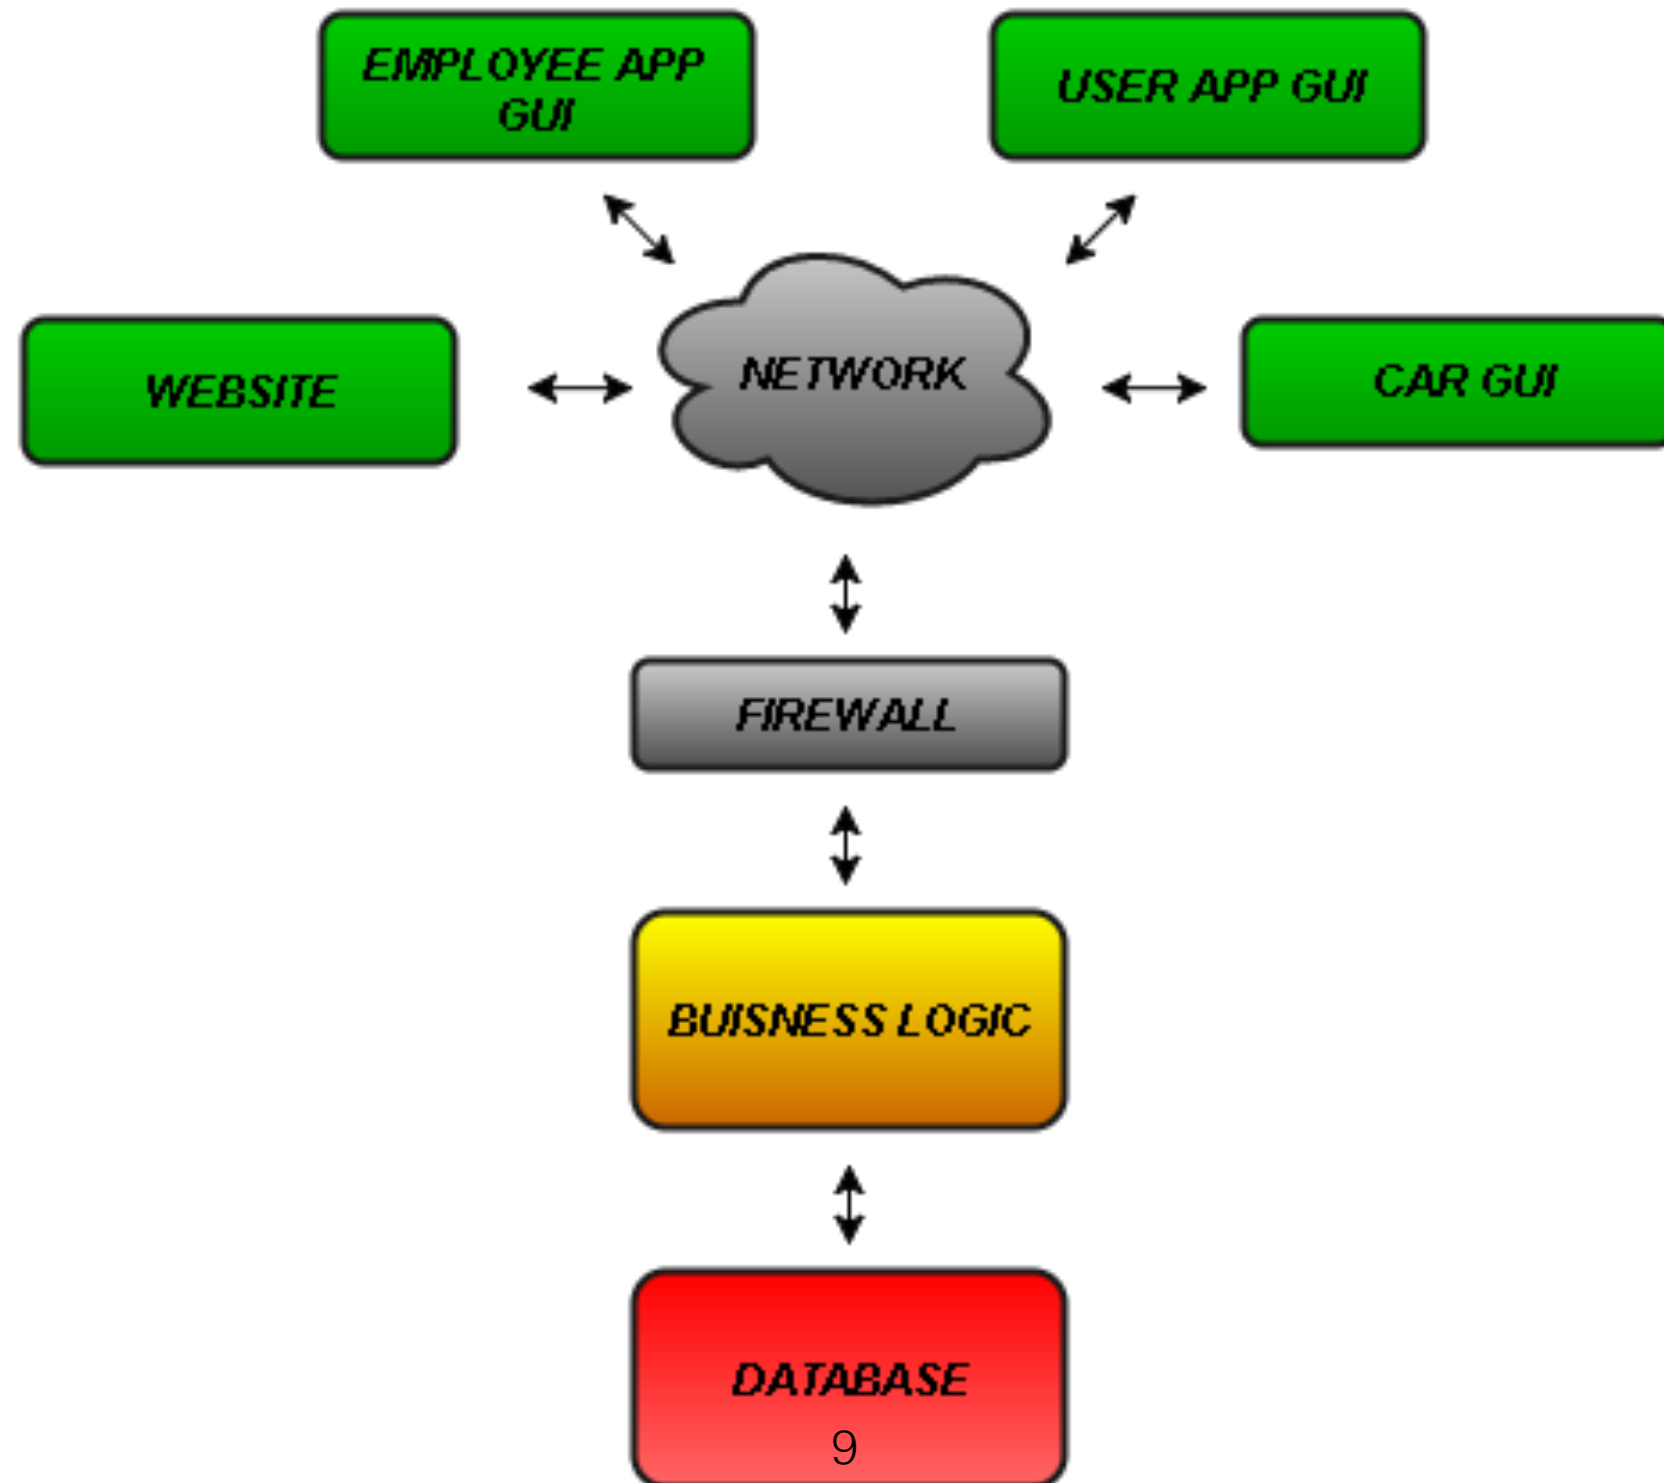 EMPLOYEE APP
GUI
USER APP GUI
WEBSITE
NETWORK
CAR GUI
FIREWALL
BUISNESS LOGIC
DATABASE
9